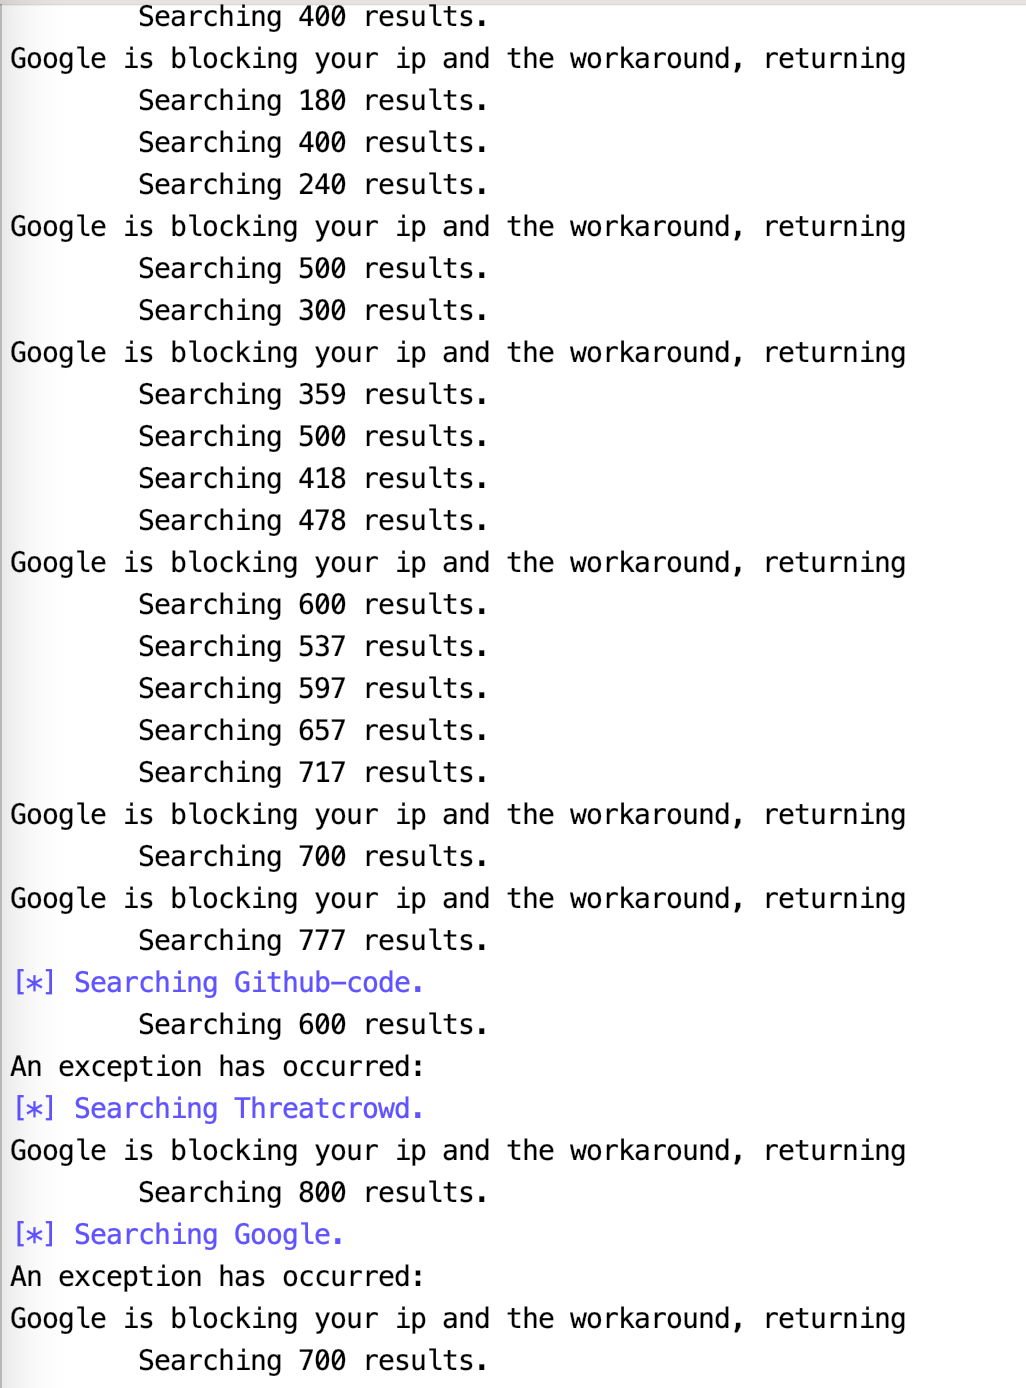 Searching 400 results.
Google is blocking your ip and the workaround, returning
Searching 180 results.
Searching 400 results.
Searching 240 results.
Google is blocking your ip and the workaround, returning
Searching 500 results.
Searching 300 results.
Google is blocking your ip and the workaround, returning
Searching 359 results.
Searching 500 results.
Searching 418 results.
Searching 478 results.
Google is blocking your ip and the workaround, returning
Searching 600 results.
Searching 537 results.
Searching 597 results.
Searching 657 results.
Searching 717 results.
Google is blocking your ip and the workaround, returning
Searching 700 results.
Google is blocking your ip and the workaround, returning
Searching 777 results.
[*] Searching Github-code.
Searching 600 results.
An exception has occurred:
[*] Searching Threatcrowd.
Google is blocking your ip and the workaround, returning
Searching 800 results.
[*] Searching Google.
An exception has occurred:
Google is blocking your ip and the workaround, returning
Searching 700 results.